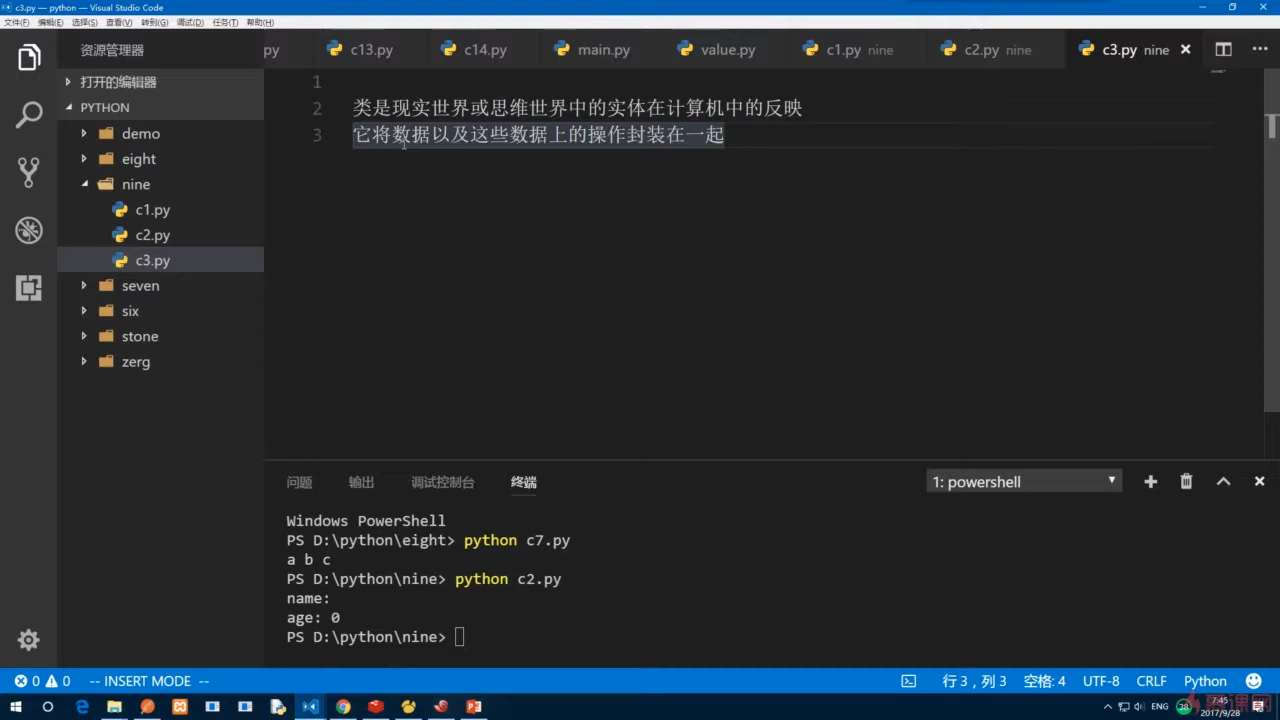 c3.py — python — Visual Studio Code
文件(F) 编辑(E) 选择(S) 查看(V) 转到(G) 调试(D) 任务(T) 帮助(H)
资源管理器
py c13.py c14.py main.py value.py c1.py nine c2.py nine c3.py nine
打开的编辑器
PYTHON
demo
eight
nine
c1.py
c2.py
c3.py
seven
six
stone
zerg
1
2 类是现实世界或思维世界中的实体在计算机中的反映
3 它将数据以及这些数据上的操作封装在一起
问题 输出 调试控制台 终端 1: powershell
Windows PowerShell
PS D:\python\eight> python c7.py
a b c
PS D:\python\nine> python c2.py
name:
age: 0
PS D:\python\nine>
0 0 -- INSERT MODE -- 行 3，列 3 空格: 4 UTF-8 CRLF Python
ENG 7:45
2017/9/28
慕课网